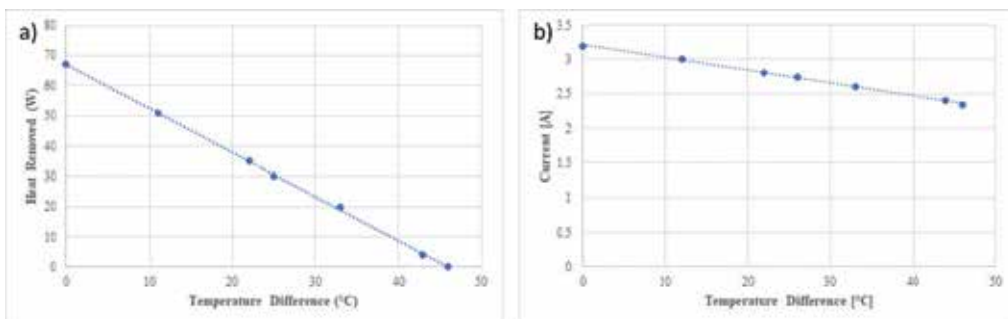 a)
Heat Removed (W)
80
70
60
50
40
30
20
10
0
0 10 20 30 40 50
Temperature Difference (°C)
b)
Current [A]
3.5
3
2.5
2
1.5
1
0.5
0
0 10 20 30 40 50
Temperature Difference [°C]